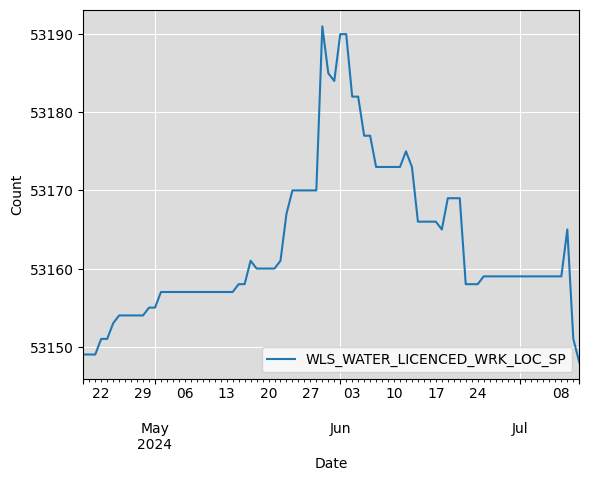 53190
53180
53170
53160
53150
Count
WLS_WATER_LICENCED_WRK_LOC_SP
22 29 06 13 20 27 03 10 17 24 08
May Jun Jul
2024
Date